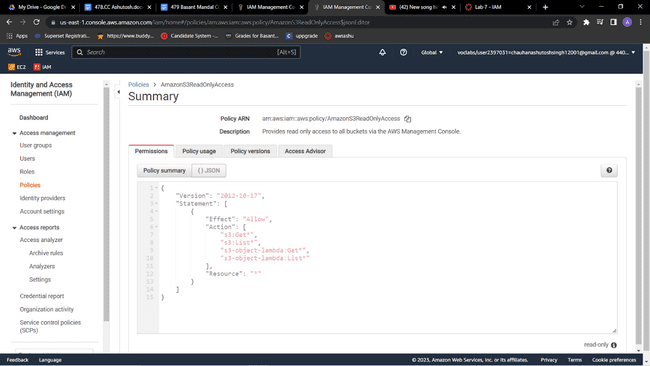 My Drive - Google D
478.CC Ashutosh.doc
479 Basant Mandal C
IAM Management Con
IAM Management C
(42) New song
Lab 7 - IAM
us-east-1.console.aws.amazon.com/iam/home#/policies/arn:aws:iam::aws:policy/AmazonS3ReadOnlyAccess$jsonEditor
Apps
Superset Registratio...
https://www.buddy...
Candidate System -...
Grades for Basant...
upgrade
awsashu
aws
Services
Search
[Alt+S]
Global
voclabs/user2397031=chauhanashutoshsingh12001@gmail.com @ 440...
EC2
IAM
Identity and Access
Management (IAM)
Dashboard
Access management
User groups
Users
Roles
Policies
Identity providers
Account settings
Access reports
Access analyzer
Archive rules
Analyzers
Settings
Credential report
Organization activity
Service control policies
(SCPs)
Policies > AmazonS3ReadOnlyAccess
Summary
Policy ARN arn:aws:iam::aws:policy/AmazonS3ReadOnlyAccess
Description Provides read only access to all buckets via the AWS Management Console.
Permissions
Policy usage
Policy versions
Access Advisor
Policy summary
{ } JSON
1 {
2 "Version": "2012-10-17",
3 "Statement": [
4 {
5 "Effect": "Allow",
6 "Action": [
7 "s3:Get*",
8 "s3:List*",
9 "s3-object-lambda:Get*",
10 "s3-object-lambda:List*"
11 ],
12 "Resource": "*"
13 }
14 ]
15 }
read-only
Feedback
Language
© 2023, Amazon Web Services, Inc. or its affiliates.
Privacy
Terms
Cookie preferences